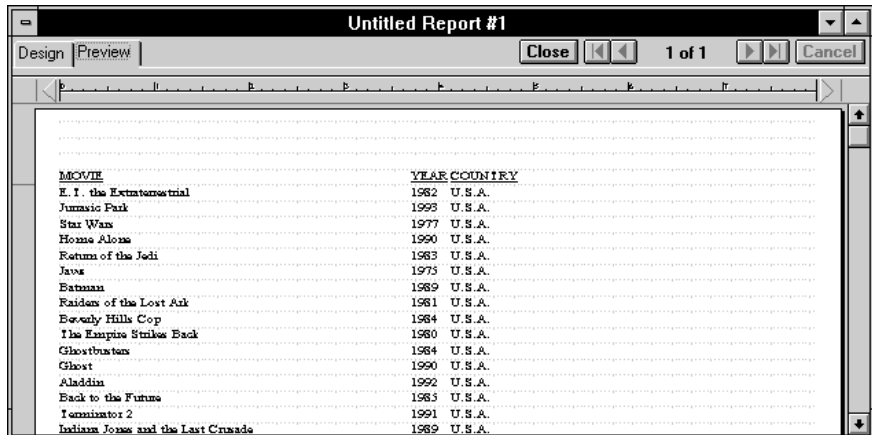 Untitled Report #1
Design Preview Close 1 of 1 Cancel
MOVIE YEAR COUNTRY
E.T. the Extraterrestrial 1982 U.S.A.
Jurassic Park 1993 U.S.A.
Star Wars 1977 U.S.A.
Home Alone 1990 U.S.A.
Return of the Jedi 1983 U.S.A.
Jaws 1975 U.S.A.
Batman 1989 U.S.A.
Raiders of the Lost Ark 1981 U.S.A.
Beverly Hills Cop 1984 U.S.A.
The Empire Strikes Back 1980 U.S.A.
Ghostbusters 1984 U.S.A.
Ghost 1990 U.S.A.
Aladdin 1992 U.S.A.
Back to the Future 1985 U.S.A.
Terminator 2 1991 U.S.A.
Indiana Jones and the Last Crusade 1989 U.S.A.